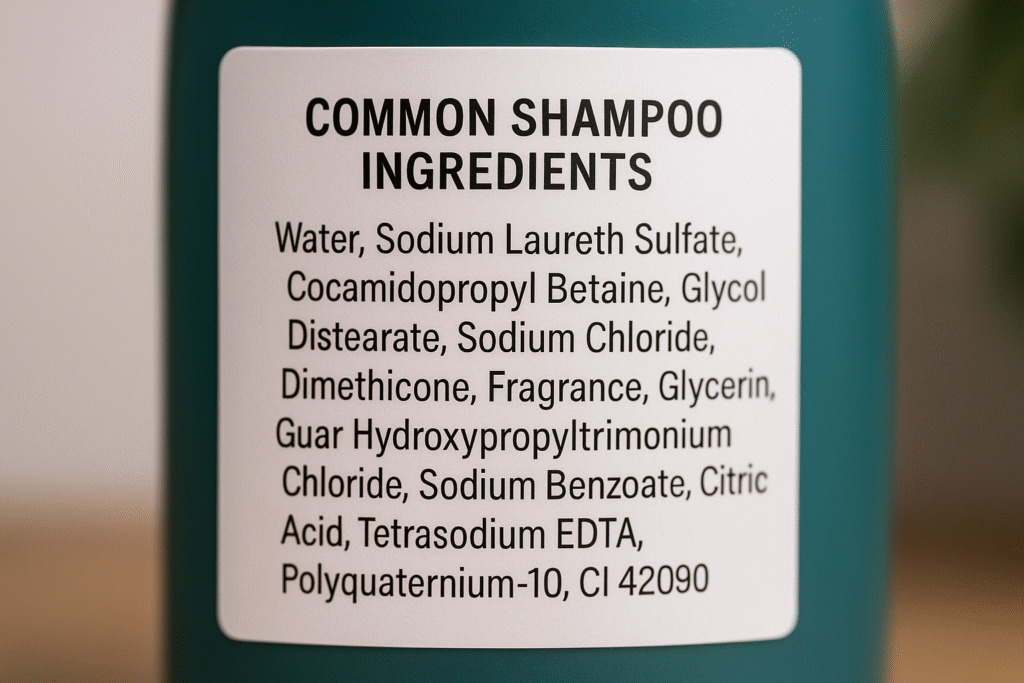 COMMON SHAMPOO
INGREDIENTS
Water, Sodium Laureth Sulfate,
Cocamidopropyl Betaine, Glycol
Distearate, Sodium Chloride,
Dimethicone, Fragrance, Glycerin,
Guar Hydroxypropyltrimonium
Chloride, Sodium Benzoate, Citric
Acid, Tetrasodium EDTA,
Polyquaternium-10, CI 42090